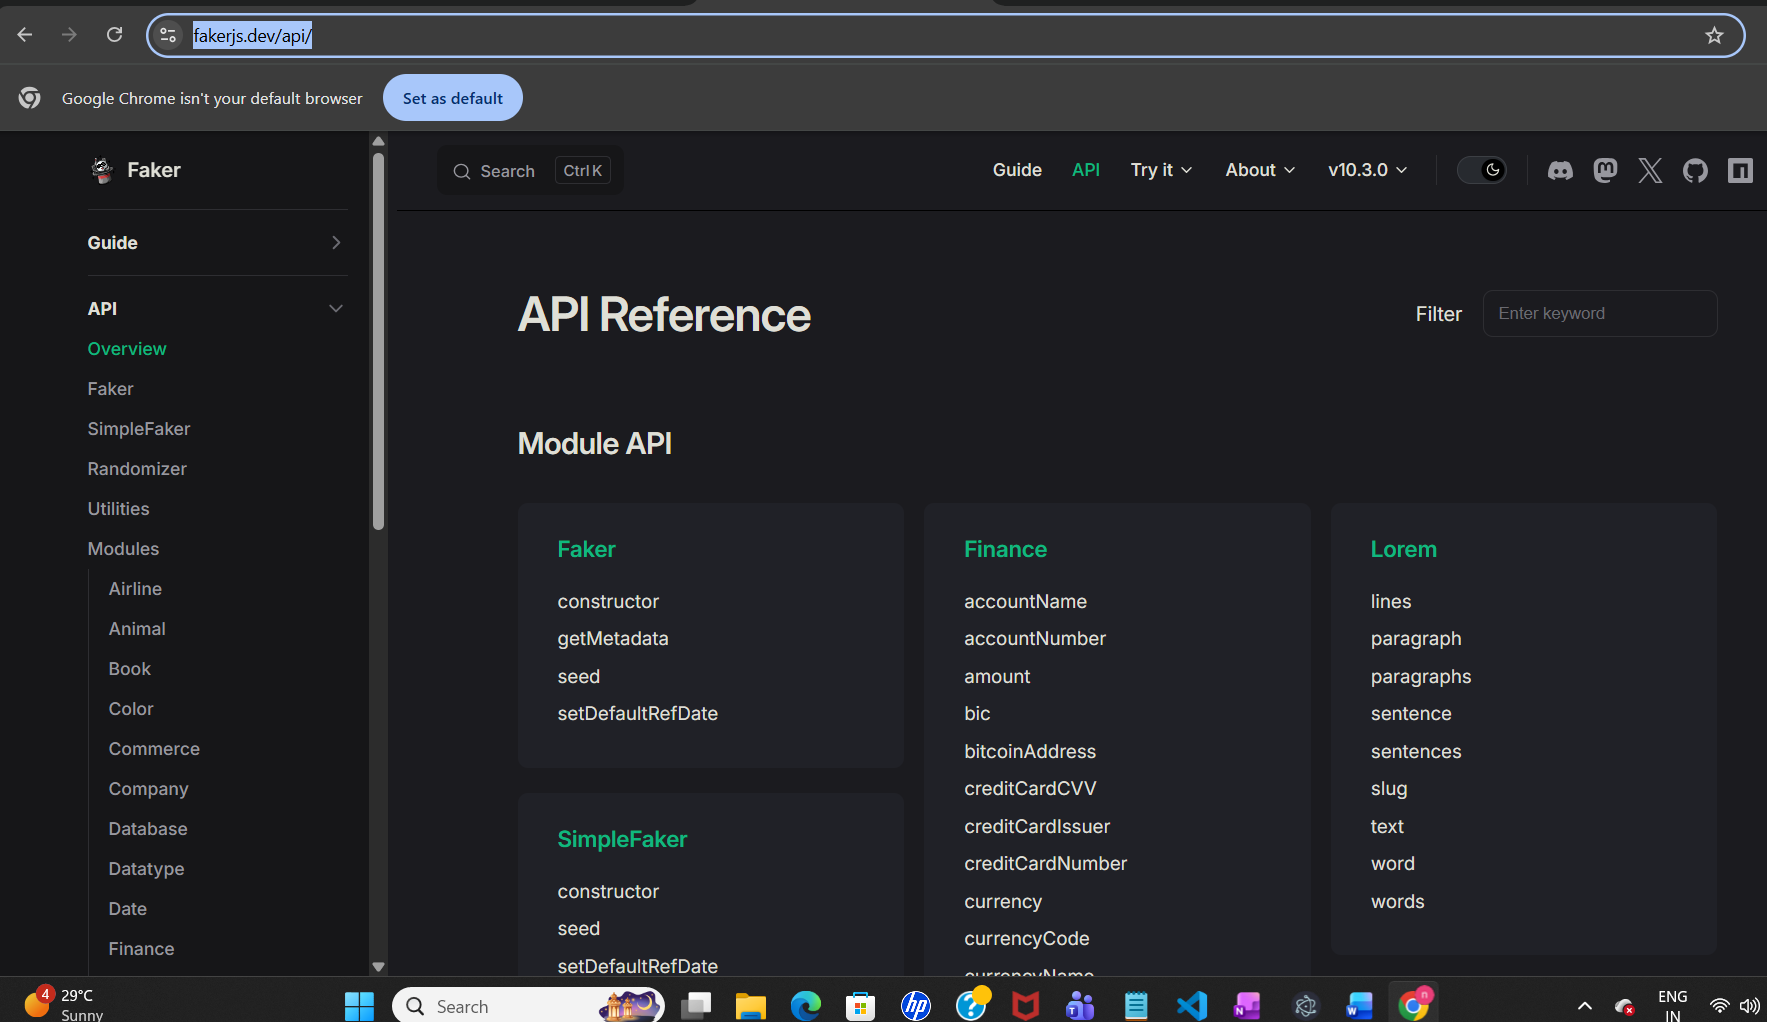 fakerjs.dev/api/
Google Chrome isn't your default browser
Set as default
Faker
Search
Ctrl K
Guide
API
Try it
About
v10.3.0
Guide
API
Overview
Faker
SimpleFaker
Randomizer
Utilities
Modules
Airline
Animal
Book
Color
Commerce
Company
Database
Datatype
Date
Finance
API Reference
Filter
Enter keyword
Module API
Faker
constructor
getMetadata
seed
setDefaultRefDate
SimpleFaker
constructor
seed
setDefaultRefDate
Finance
accountName
accountNumber
amount
bic
bitcoinAddress
creditCardCVV
creditCardIssuer
creditCardNumber
currency
currencyCode
currencyName
Lorem
lines
paragraph
paragraphs
sentence
sentences
slug
text
word
words
4
29°C
Sunny
Search
hp
?
T
N
W
n
ENG
IN